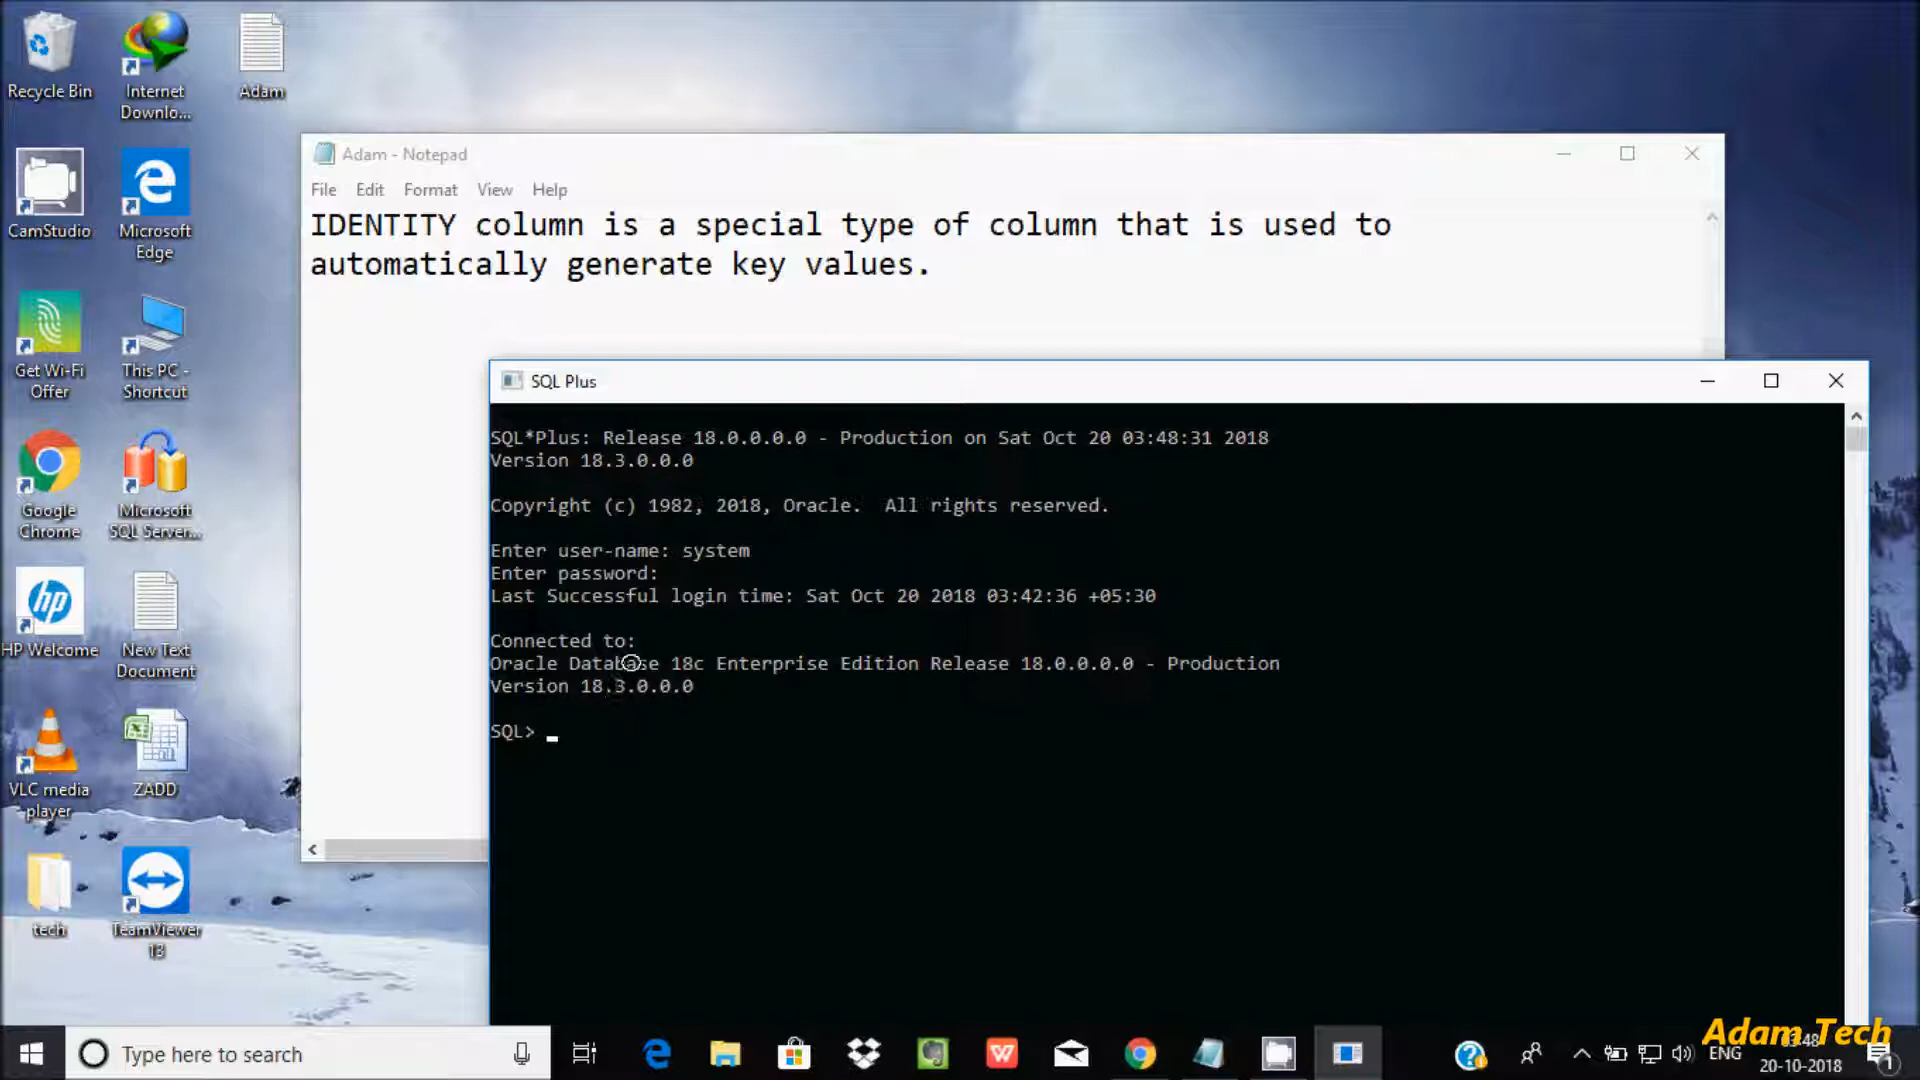 Recycle Bin
Internet
Downlo...
Adam
CamStudio
Microsoft
Edge
Get Wi-Fi
Offer
This PC -
Shortcut
Google
Chrome
Microsoft
SQL Server...
HP Welcome
New Text
Document
VLC media
player
ZADD
tech
TeamViewer
13
Adam - Notepad
File Edit Format View Help
IDENTITY column is a special type of column that is used to
automatically generate key values.
SQL Plus
SQL*Plus: Release 18.0.0.0.0 - Production on Sat Oct 20 03:48:31 2018
Version 18.3.0.0.0
Copyright (c) 1982, 2018, Oracle.  All rights reserved.
Enter user-name: system
Enter password:
Last Successful login time: Sat Oct 20 2018 03:42:36 +05:30
Connected to:
Oracle Database 18c Enterprise Edition Release 18.0.0.0.0 - Production
Version 18.3.0.0.0
SQL>
Type here to search
ENG
03:48
20-10-2018
1
Adam Tech